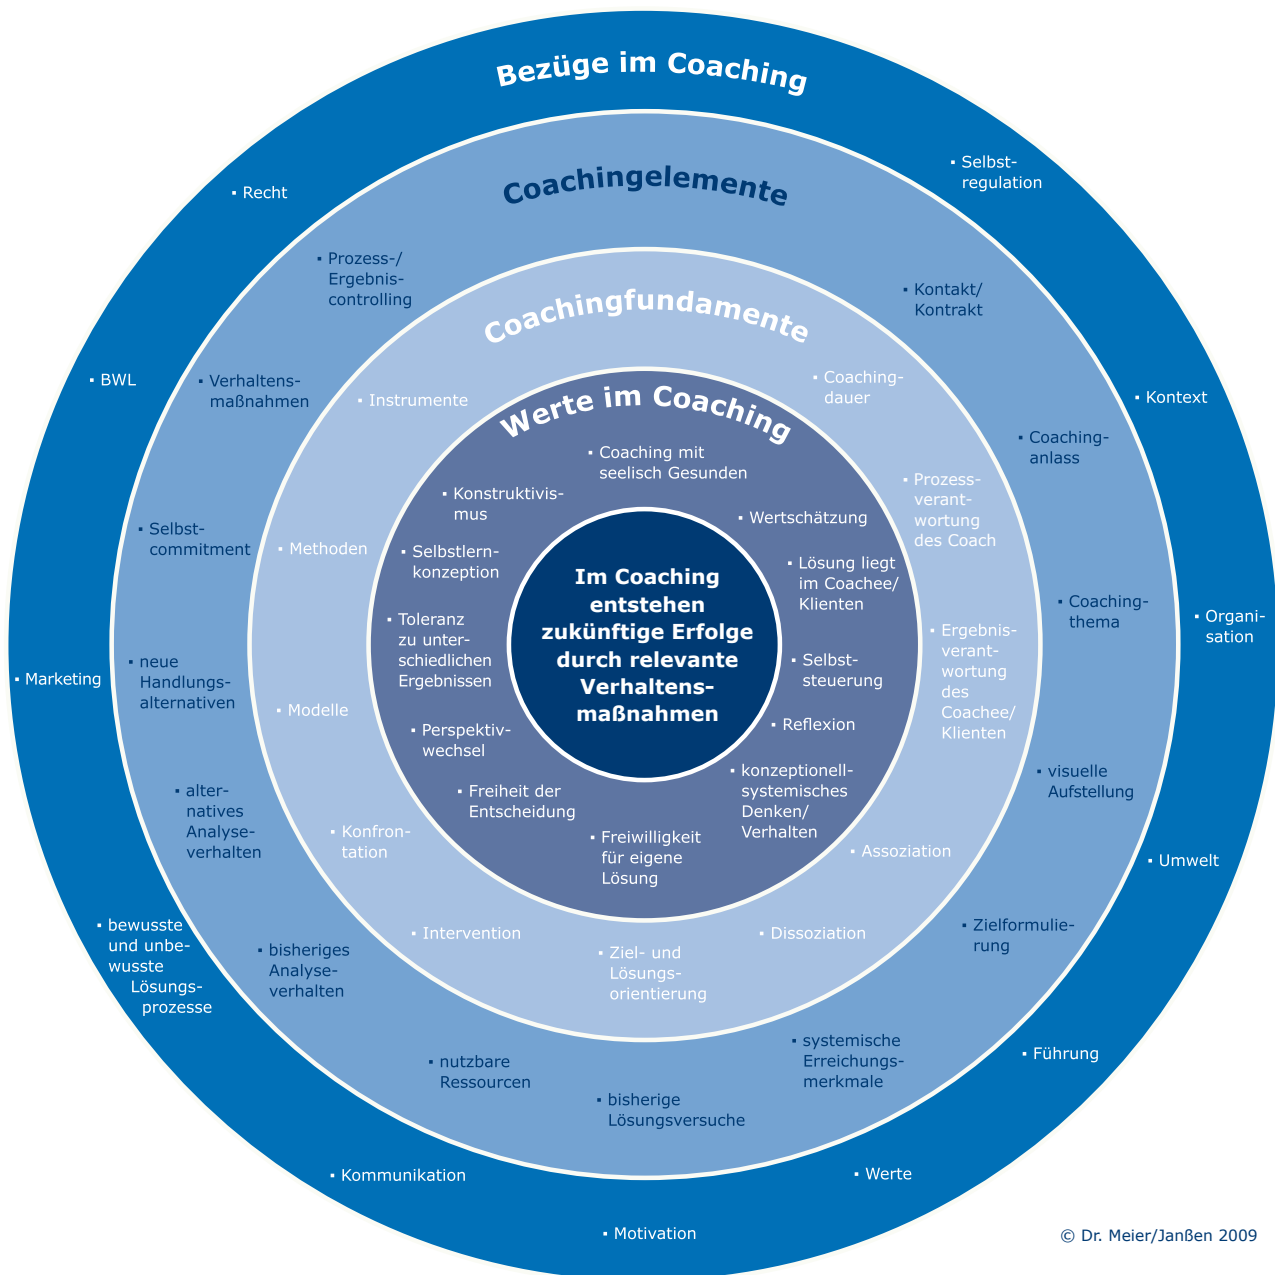 Bezüge im Coaching
▪ Selbst-
regulation
▪ Kontext
▪ Organi-
sation
▪ Umwelt
▪ Führung
▪ Werte
▪ Motivation
▪ Kommunikation
▪ bewusste
und unbe-
wusste
Lösungs-
prozesse
▪ Marketing
▪ BWL
▪ Recht
Coachingelemente
▪ Kontakt/
Kontrakt
▪ Coaching-
anlass
▪ Coaching-
thema
▪ visuelle
Aufstellung
▪ Zielformulie-
rung
▪ systemische
Erreichungs-
merkmale
▪ bisherige
Lösungsversuche
▪ nutzbare
Ressourcen
▪ bisheriges
Analyse-
verhalten
▪ alter-
natives
Analyse-
verhalten
▪ neue
Handlungs-
alternativen
▪ Selbst-
commitment
▪ Verhaltens-
maßnahmen
▪ Prozess-/
Ergebnis-
controlling
Coachingfundamente
▪ Coaching-
dauer
▪ Prozess-
verant-
wortung
des Coach
▪ Ergebnis-
verant-
wortung
des
Coachee/
Klienten
▪ Assoziation
▪ Dissoziation
▪ Ziel- und
Lösungs-
orientierung
▪ Intervention
▪ Konfron-
tation
▪ Modelle
▪ Methoden
▪ Instrumente
Werte im Coaching
▪ Coaching mit
seelisch Gesunden
▪ Wertschätzung
▪ Lösung liegt
im Coachee/
Klienten
▪ Selbst-
steuerung
▪ Reflexion
▪ konzeptionell-
systemisches
Denken/
Verhalten
▪ Freiwilligkeit
für eigene
Lösung
▪ Freiheit der
Entscheidung
▪ Perspektiv-
wechsel
▪ Toleranz
zu unter-
schiedlichen
Ergebnissen
▪ Selbstlern-
konzeption
▪ Konstruktivis-
mus
Im Coaching
entstehen
zukünftige Erfolge
durch relevante
Verhaltens-
maßnahmen
© Dr. Meier/Janßen 2009